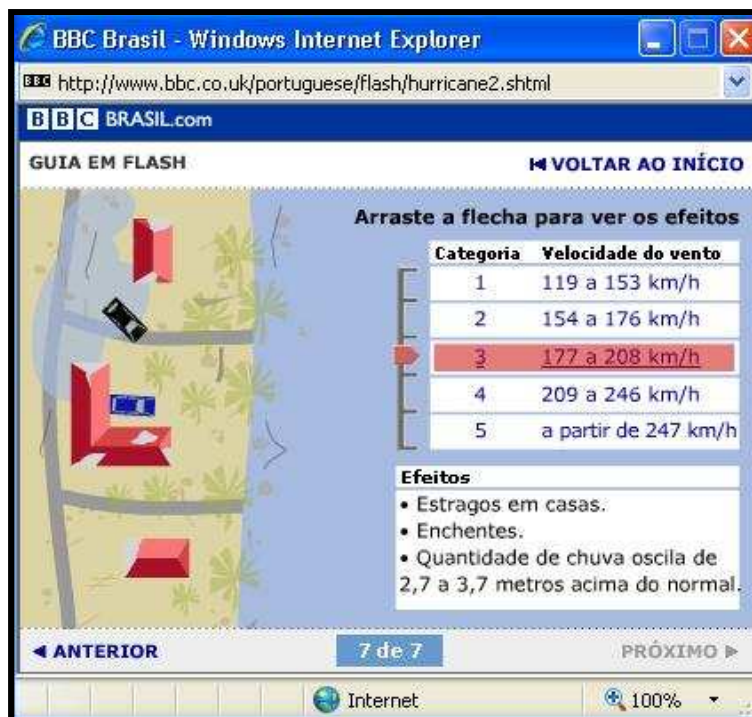 BBC Brasil - Windows Internet Explorer
BBC http://www.bbc.co.uk/portuguese/flash/hurricane2.shtml
BBC BRASIL.com
GUIA EM FLASH
VOLTAR AO INÍCIO
Arraste a flecha para ver os efeitos
Categoria Velocidade do vento
1 119 a 153 km/h
2 154 a 176 km/h
3 177 a 208 km/h
4 209 a 246 km/h
5 a partir de 247 km/h
Efeitos
• Estragos em casas.
• Enchentes.
• Quantidade de chuva oscila de
2,7 a 3,7 metros acima do normal.
ANTERIOR
7 de 7
PRÓXIMO
Internet
100%